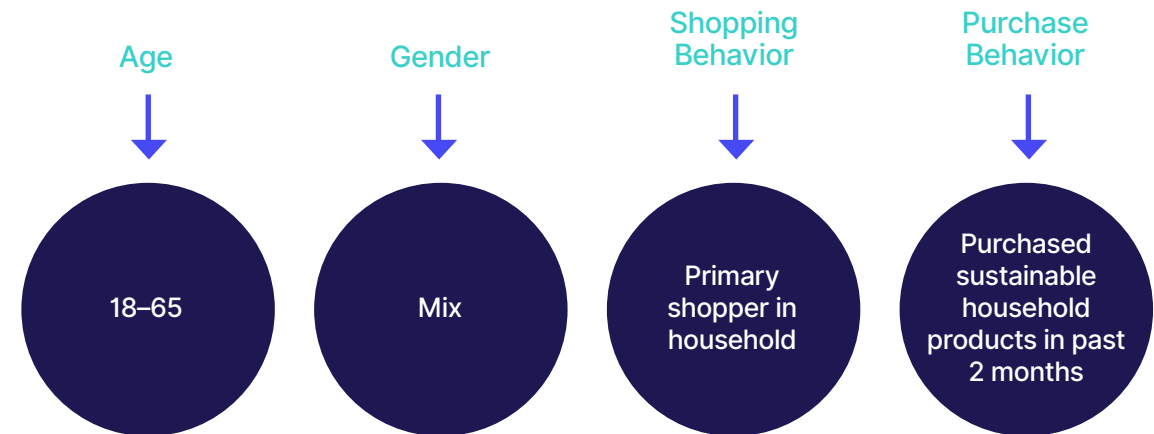 Age
Gender
Shopping
Behavior
Purchase
Behavior
18–65
Mix
Primary
shopper in
household
Purchased
sustainable
household
products in past
2 months